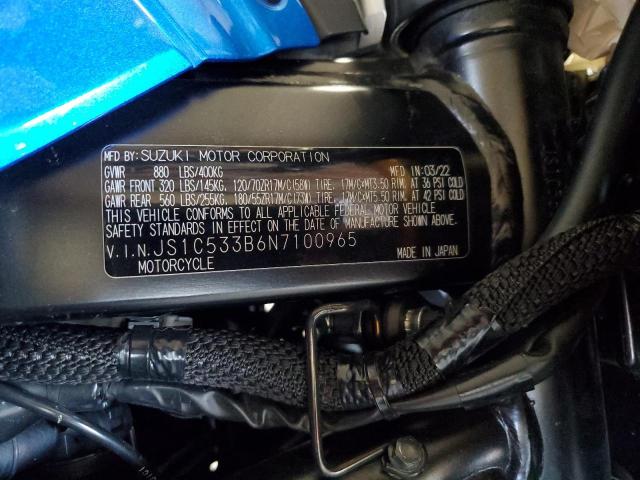 MFD BY:SUZUKI MOTOR CORPORATION
GVWR 880 LBS/400KG MFD IN:03/22
GAWR FRONT 320 LBS/145KG. 120/70ZR17M/C(58W) TIRE, 17M/C×MT3.50 RIM. AT 36 PSI COLD
GAWR REAR 560 LBS/255KG. 180/55ZR17M/C(73W) TIRE, 17M/C×MT5.50 RIM. AT 42 PSI COLD
THIS VEHICLE CONFORMS TO ALL APPLICABLE FEDERAL MOTOR VEHICLE
SAFETY STANDARDS IN EFFECT ON THE DATE OF MANUFACTURE SHOWN ABOVE.
V.I.N.JS1C533B6N7100965
MOTORCYCLE MADE IN JAPAN